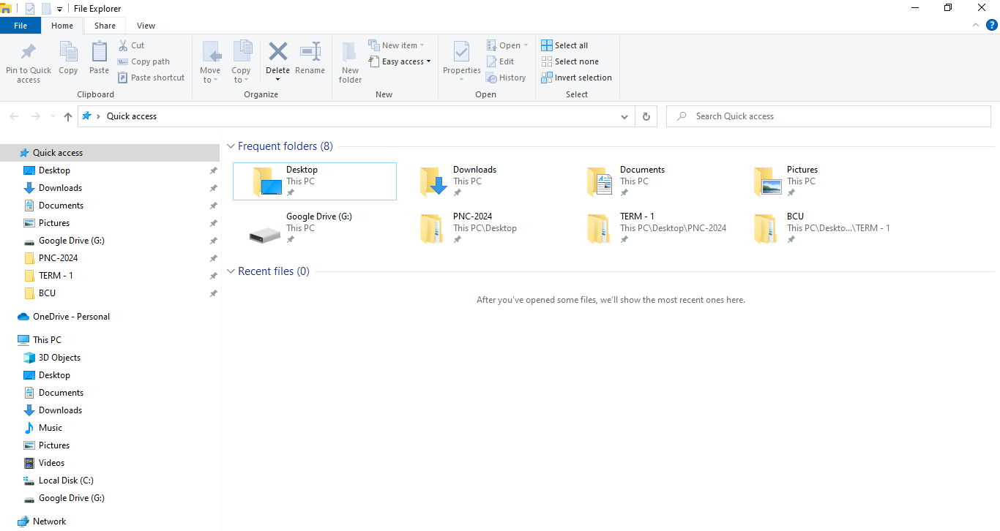 File Explorer
File
Home
Share
View
Pin to Quick
access
Copy
Paste
Cut
Copy path
Paste shortcut
Clipboard
Move
to
Copy
to
Delete
Rename
Organize
New
folder
New item
Easy access
New
Properties
Open
Edit
History
Open
Select all
Select none
Invert selection
Select
Quick access
Search Quick access
Quick access
Desktop
Downloads
Documents
Pictures
Google Drive (G:)
PNC-2024
TERM - 1
BCU
OneDrive - Personal
This PC
3D Objects
Desktop
Documents
Downloads
Music
Pictures
Videos
Local Disk (C:)
Google Drive (G:)
Network
Frequent folders (8)
Desktop
This PC
Downloads
This PC
Documents
This PC
Pictures
This PC
Google Drive (G:)
This PC
PNC-2024
This PC\Desktop
TERM - 1
This PC\Desktop\PNC-2024
BCU
This PC\Deskto...\TERM - 1
Recent files (0)
After you've opened some files, we'll show the most recent ones here.